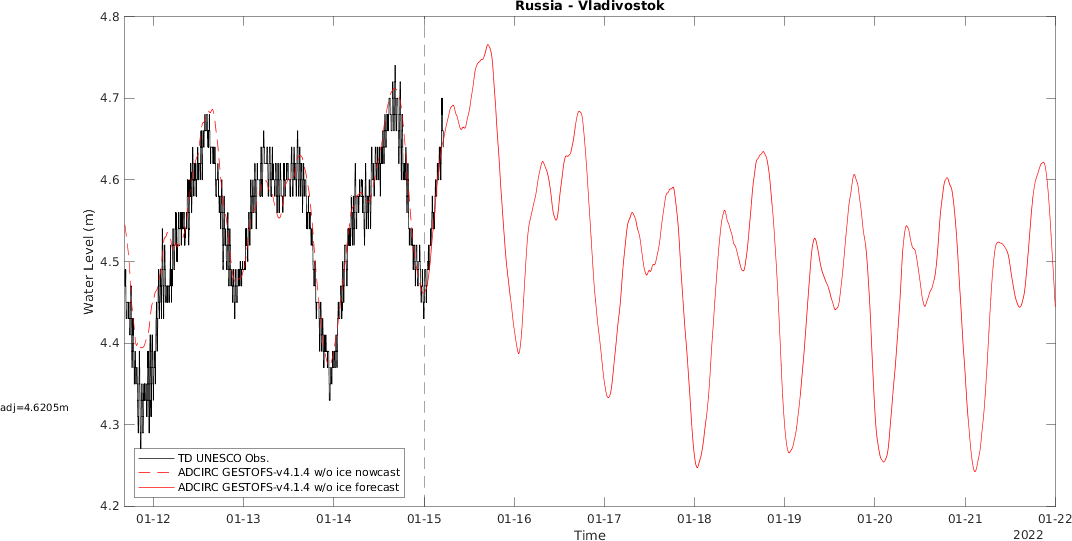 Russia - Vladivostok
4.8
4.7
4.6
4.5
4.4
4.3
4.2
Water Level (m)
adj=4.6205m
TD UNESCO Obs.
ADCIRC GESTOFS-v4.1.4 w/o ice nowcast
ADCIRC GESTOFS-v4.1.4 w/o ice forecast
01-12 01-13 01-14 01-15 01-16 01-17 01-18 01-19 01-20 01-21 01-22
Time
2022